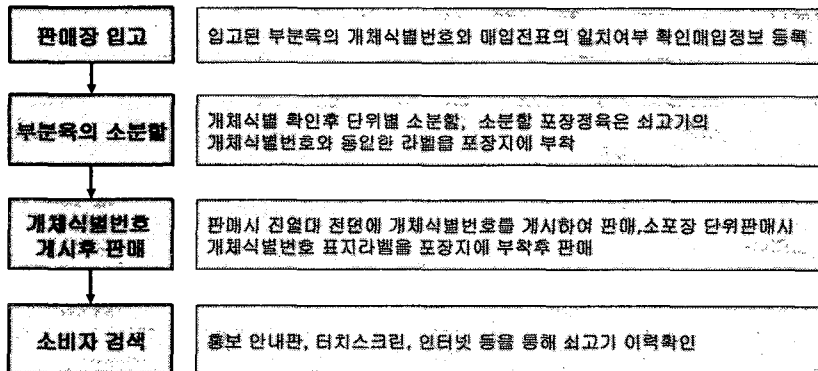 판매장 입고
입고된 부분육의 개체식별번호와 매입전표의 일치여부 확인매입정보 등록
부분육의 소분할
개체식별 확인후 단위별 소분할, 소분할 포장정육은 쇠고기의
개체식별번호와 동일한 라벨을 포장지에 부착
개체식별번호
게시후 판매
판매시 진열대 전면에 개체식별번호를 게시하여 판매,소포장 단위판매시
개체식별번호 표지라벨을 포장지에 부착후 판매
소비자 검색
홍보 안내판, 터치스크린, 인터넷 등을 통해 쇠고기 이력확인